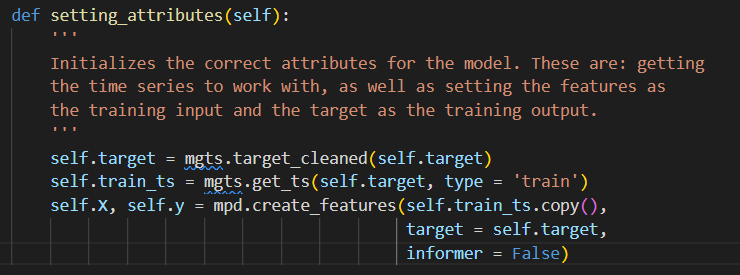 def setting_attributes(self):
'''
Initializes the correct attributes for the model. These are: getting
the time series to work with, as well as setting the features as
the training input and the target as the training output.
'''
self.target = mgts.target_cleaned(self.target)
self.train_ts = mgts.get_ts(self.target, type = 'train')
self.X, self.y = mpd.create_features(self.train_ts.copy(),
target = self.target,
informer = False)